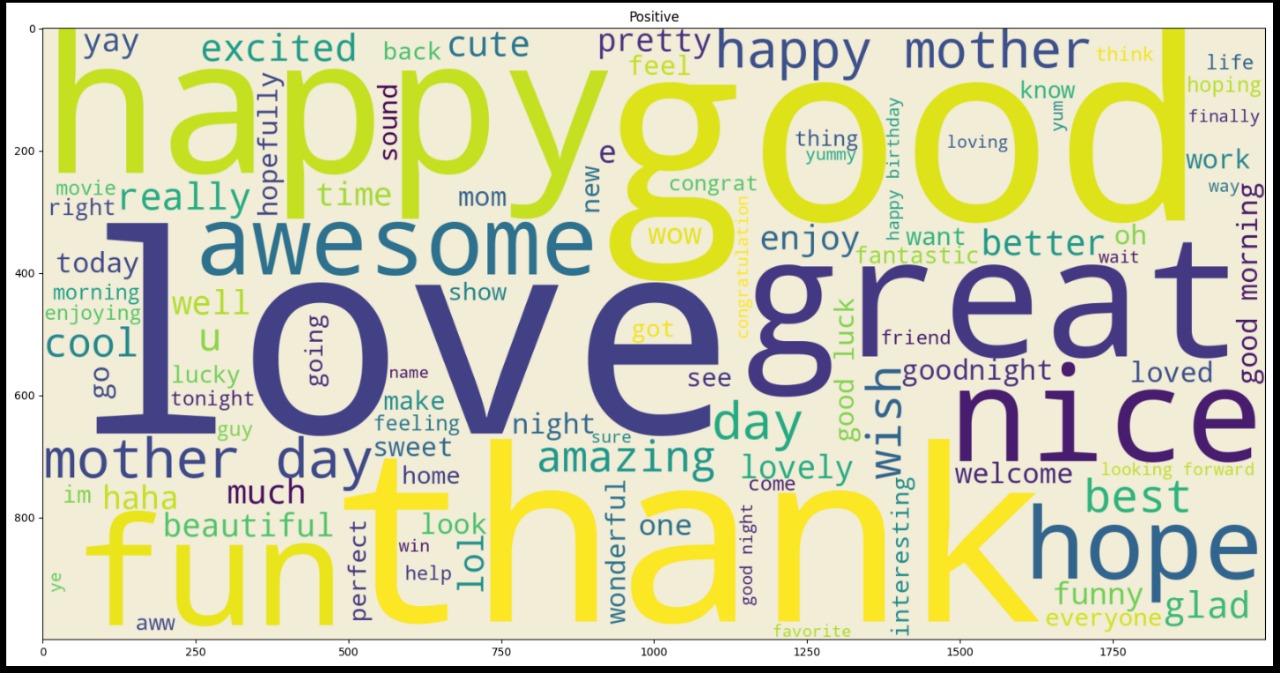 Positive
0
200
400
600
800
0
250
500
750
1000
1250
1500
1750
yay
excited
back
cute
pretty
happy mother
think
life
happy
good
feel
know
hoping
hopefully
sound
thing
yummy
happy birthday
yum
loving
finally
e
work
movie
really
time
mom
new
congrat
way
right
awesome
wow
congratulation
enjoy
want
better
oh
fantastic
wait
good morning
today
love
great
morning
enjoying
well
show
got
cool
u
going
good luck
friend
go
lucky
name
see
goodnight
loved
tonight
make
nice
guy
feeling
night
sure
day
wish
mother day
sweet
amazing
lovely
welcome
looking forward
home
come
im
haha
much
thank
best
beautiful
look
wonderful
one
good night
interesting
hope
fun
perfect
win
lol
help
ye
funny
glad
aww
favorite
everyone